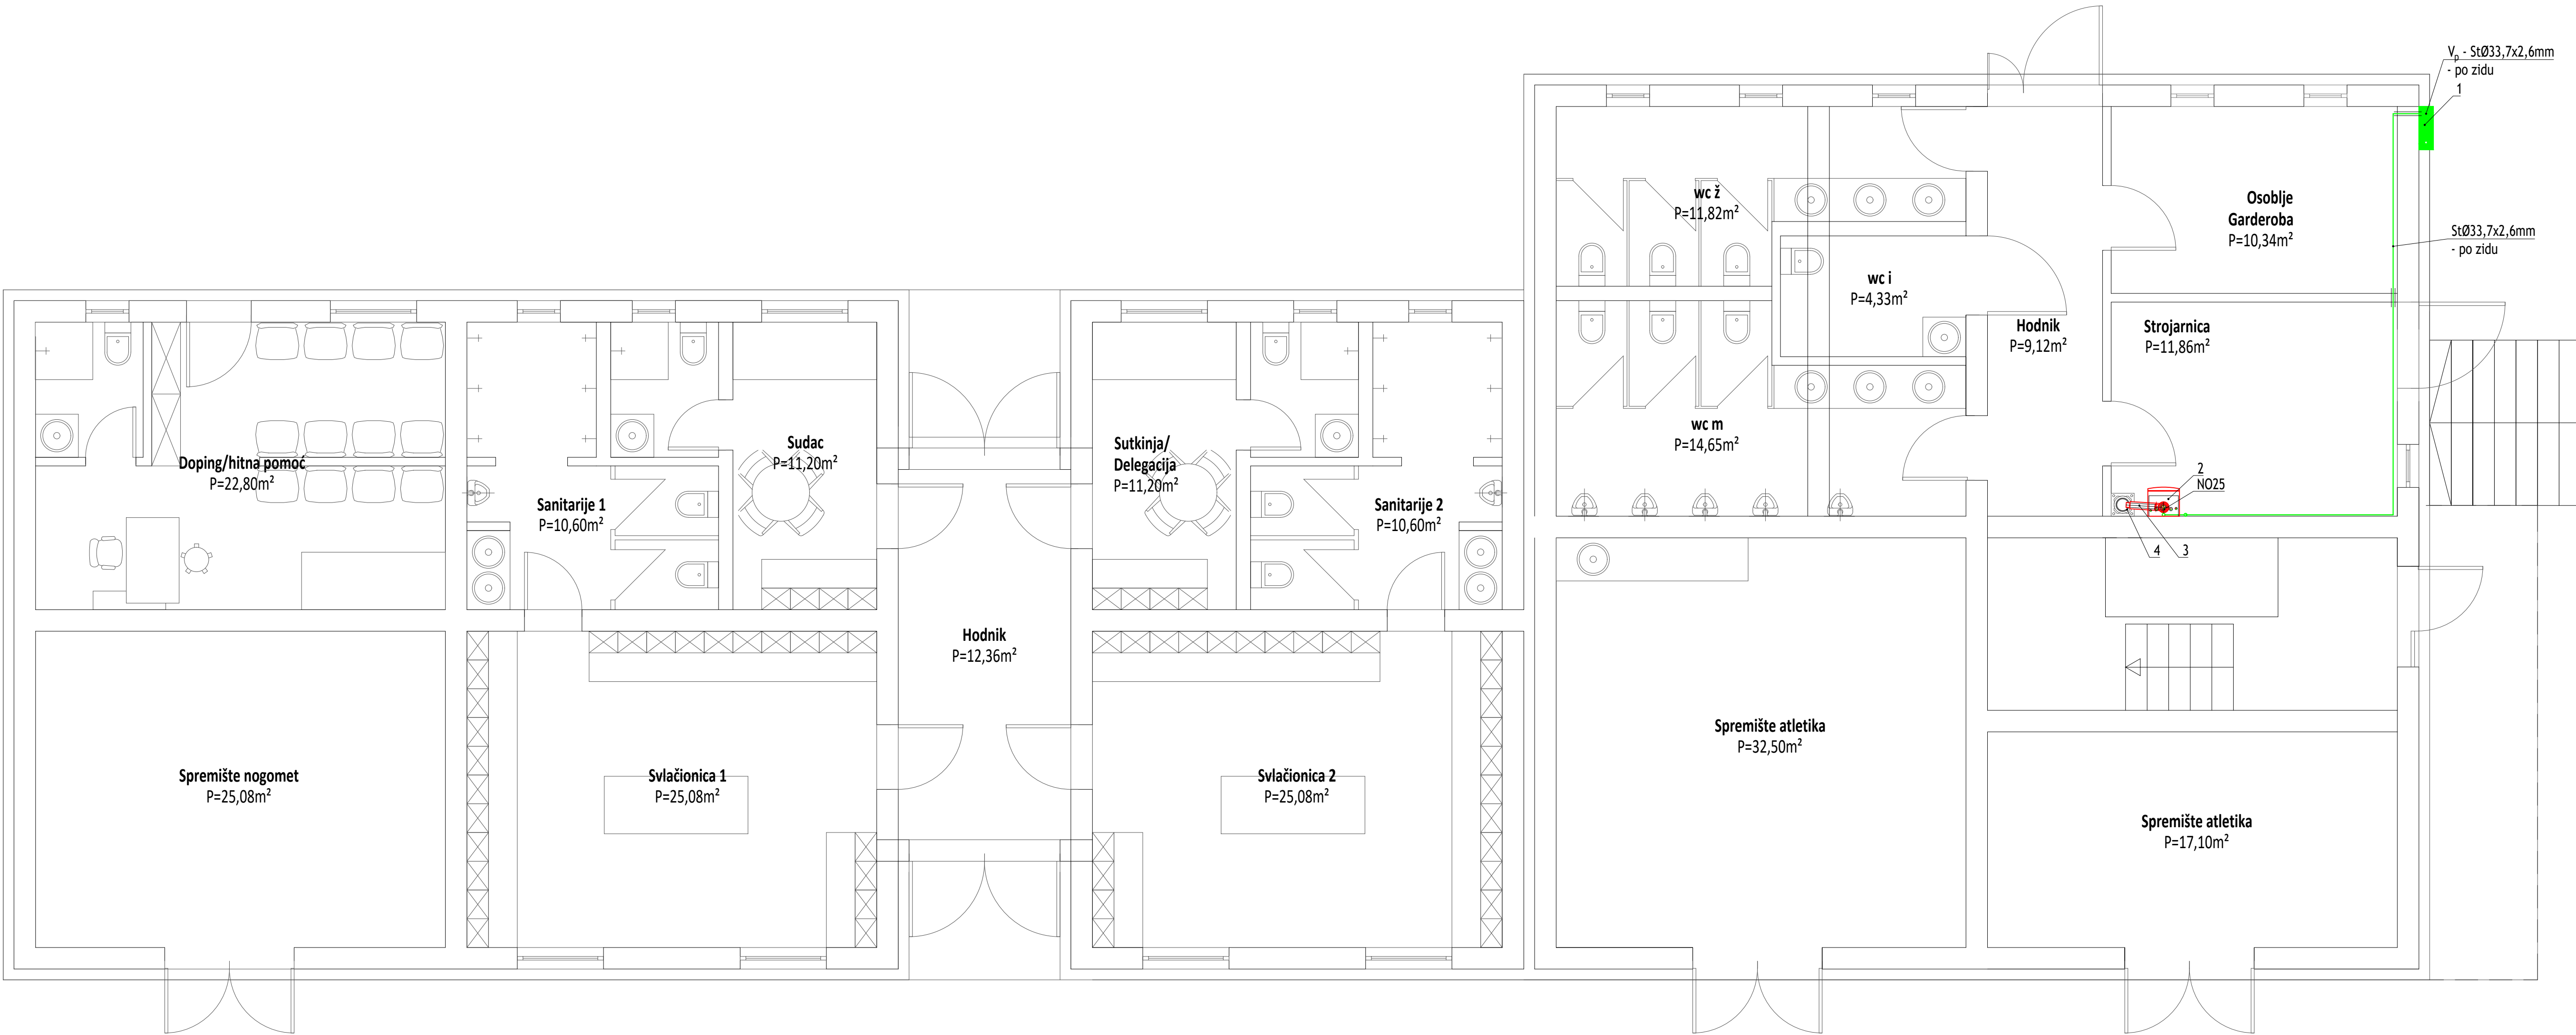 V_p - StØ33,7x2,6mm
- po zidu
1
wc ž
P=11,82m²
Osoblje
Garderoba
P=10,34m²
StØ33,7x2,6mm
- po zidu
wc i
P=4,33m²
Hodnik
P=9,12m²
Strojarnica
P=11,86m²
wc m
P=14,65m²
Doping/hitna pomoć
P=22,80m²
Sanitarije 1
P=10,60m²
Sudac
P=11,20m²
Sutkinja/
Delegacija
P=11,20m²
Sanitarije 2
P=10,60m²
2
NO25
4
3
Hodnik
P=12,36m²
Spremište nogomet
P=25,08m²
Svlačionica 1
P=25,08m²
Svlačionica 2
P=25,08m²
Spremište atletika
P=32,50m²
Spremište atletika
P=17,10m²